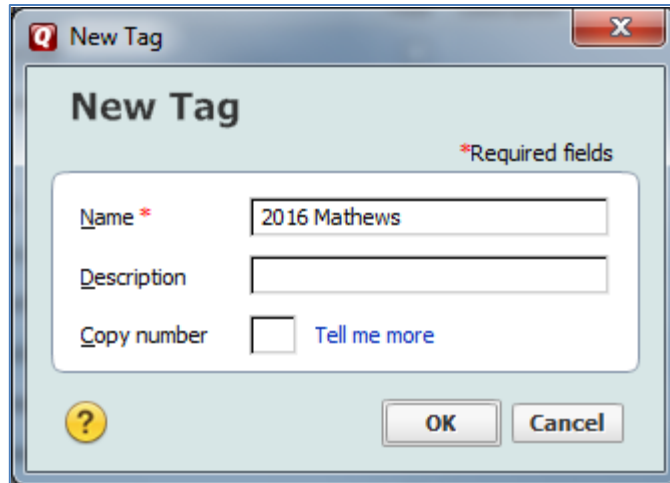 New Tag
New Tag
*Required fields
Name *
2016 Mathews
Description
Copy number
Tell me more
?
OK
Cancel